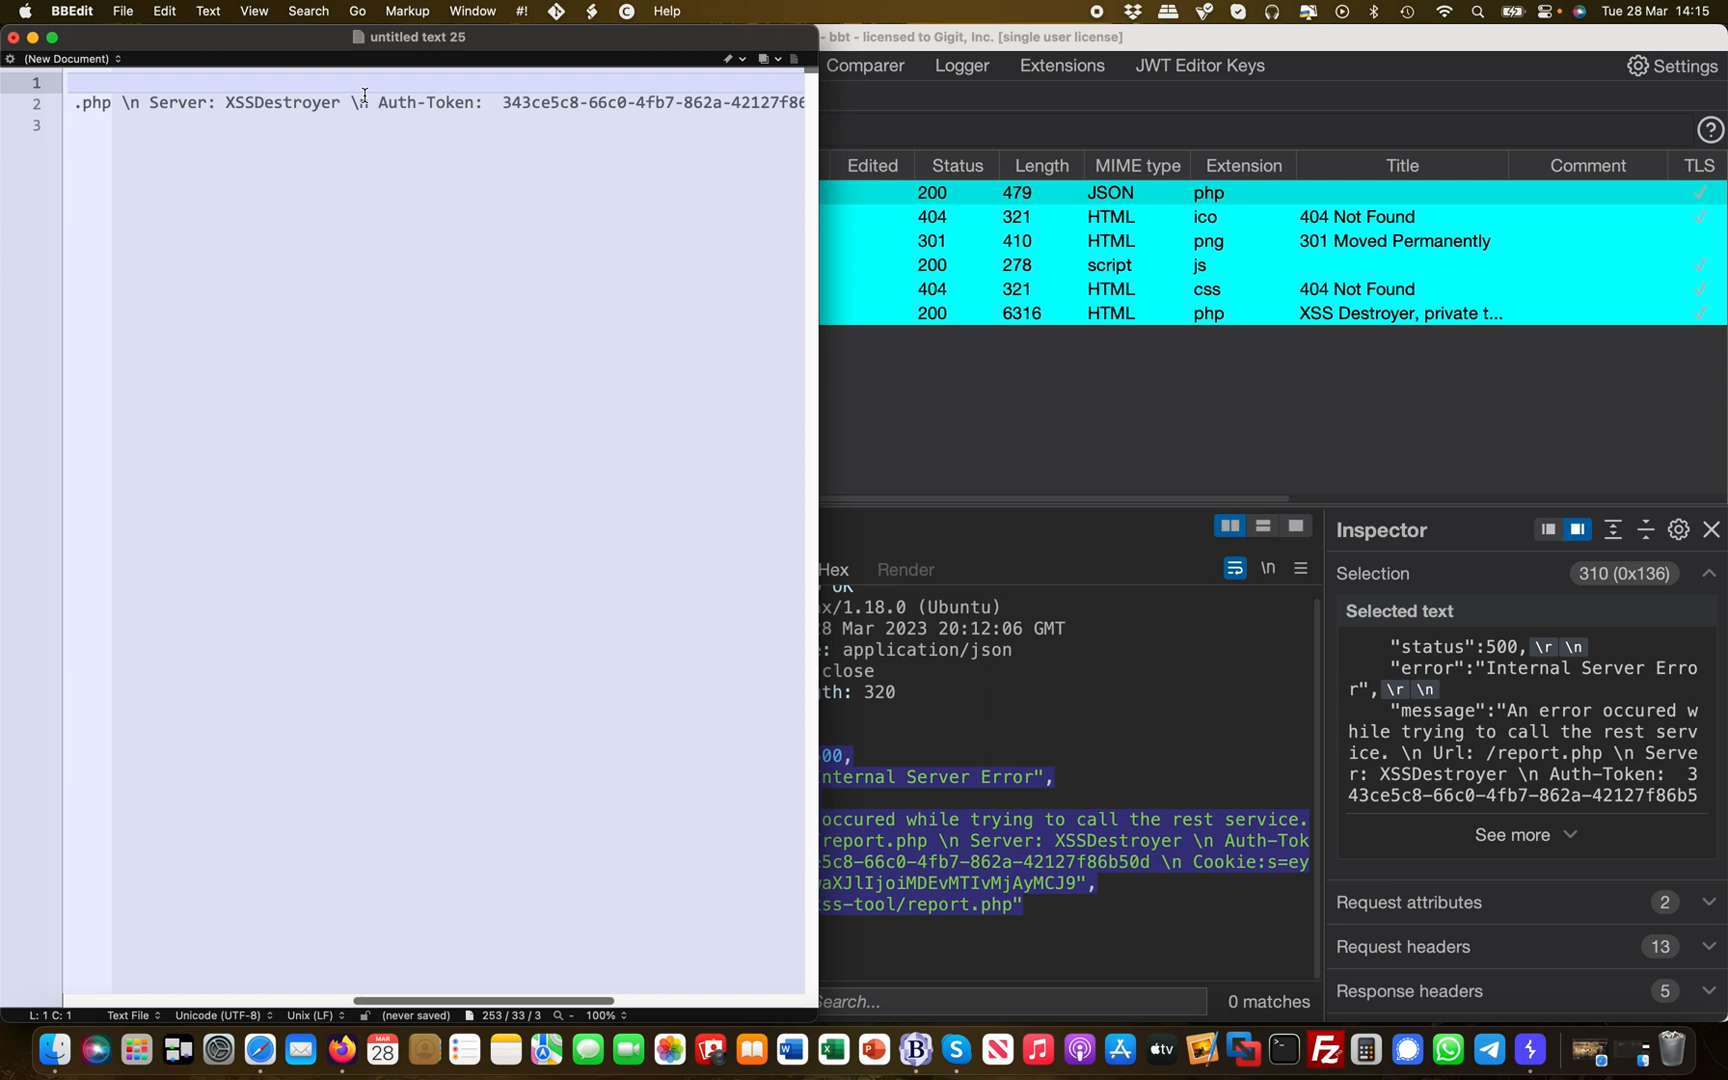 BBEdit File Edit Text View Search Go Markup Window #! Help Tue 28 Mar 14:15
untitled text 25
- bbt - licensed to Gigit, Inc. [single user license]
(New Document)
Comparer Logger Extensions JWT Editor Keys Settings
1
2 .php \n Server: XSSDestroyer \n Auth-Token:  343ce5c8-66c0-4fb7-862a-42127f86
3
Edited Status Length MIME type Extension Title Comment TLS
200 479 JSON php
404 321 HTML ico 404 Not Found
301 410 HTML png 301 Moved Permanently
200 278 script js
404 321 HTML css 404 Not Found
200 6316 HTML php XSS Destroyer, private t...
Hex Render \n
OK
x/1.18.0 (Ubuntu)
8 Mar 2023 20:12:06 GMT
: application/json
close
th: 320
00,
nternal Server Error",
occured while trying to call the rest service.
report.php \n Server: XSSDestroyer \n Auth-Tok
5c8-66c0-4fb7-862a-42127f86b50d \n Cookie:s=ey
aXJlIjoiMDEvMTIvMjAyMCJ9",
ss-tool/report.php"
Search... 0 matches
Inspector
Selection 310 (0x136)
Selected text
"status":500, \r \n
"error":"Internal Server Erro
r", \r \n
"message":"An error occured w
hile trying to call the rest serv
ice. \n Url: /report.php \n Serve
r: XSSDestroyer \n Auth-Token:  3
43ce5c8-66c0-4fb7-862a-42127f86b5
See more
Request attributes 2
Request headers 13
Response headers 5
L: 1 C: 1 Text File Unicode (UTF-8) Unix (LF) (never saved) 253 / 33 / 3 100%
MAR
28
tv